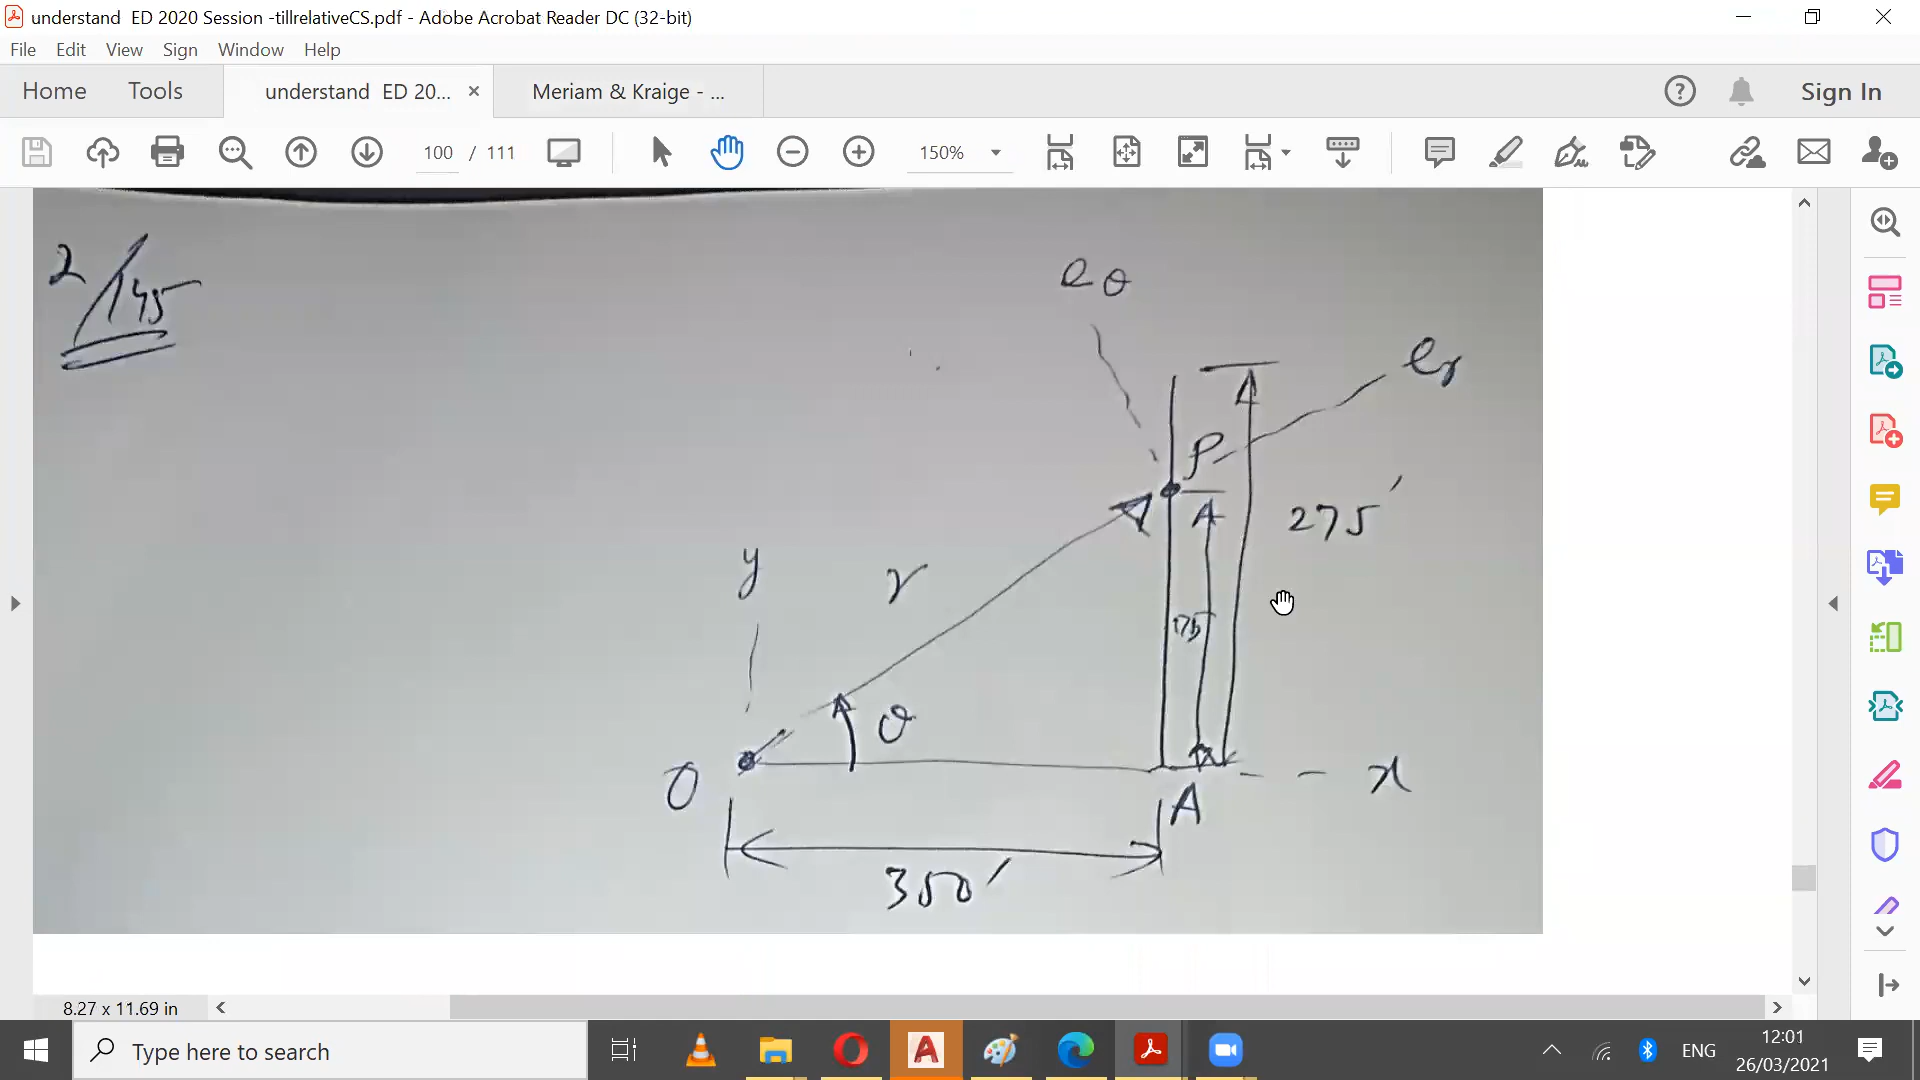 understand ED 2020 Session -tillrelativeCS.pdf - Adobe Acrobat Reader DC (32-bit)
File Edit View Sign Window Help
Home Tools understand ED 20... × Meriam & Kraige - ... Sign In
100 / 111 150%
2/145
eθ
er
P
275'
y
r
175
θ
O
A
x
350'
8.27 x 11.69 in
Type here to search
ENG
12:01
26/03/2021